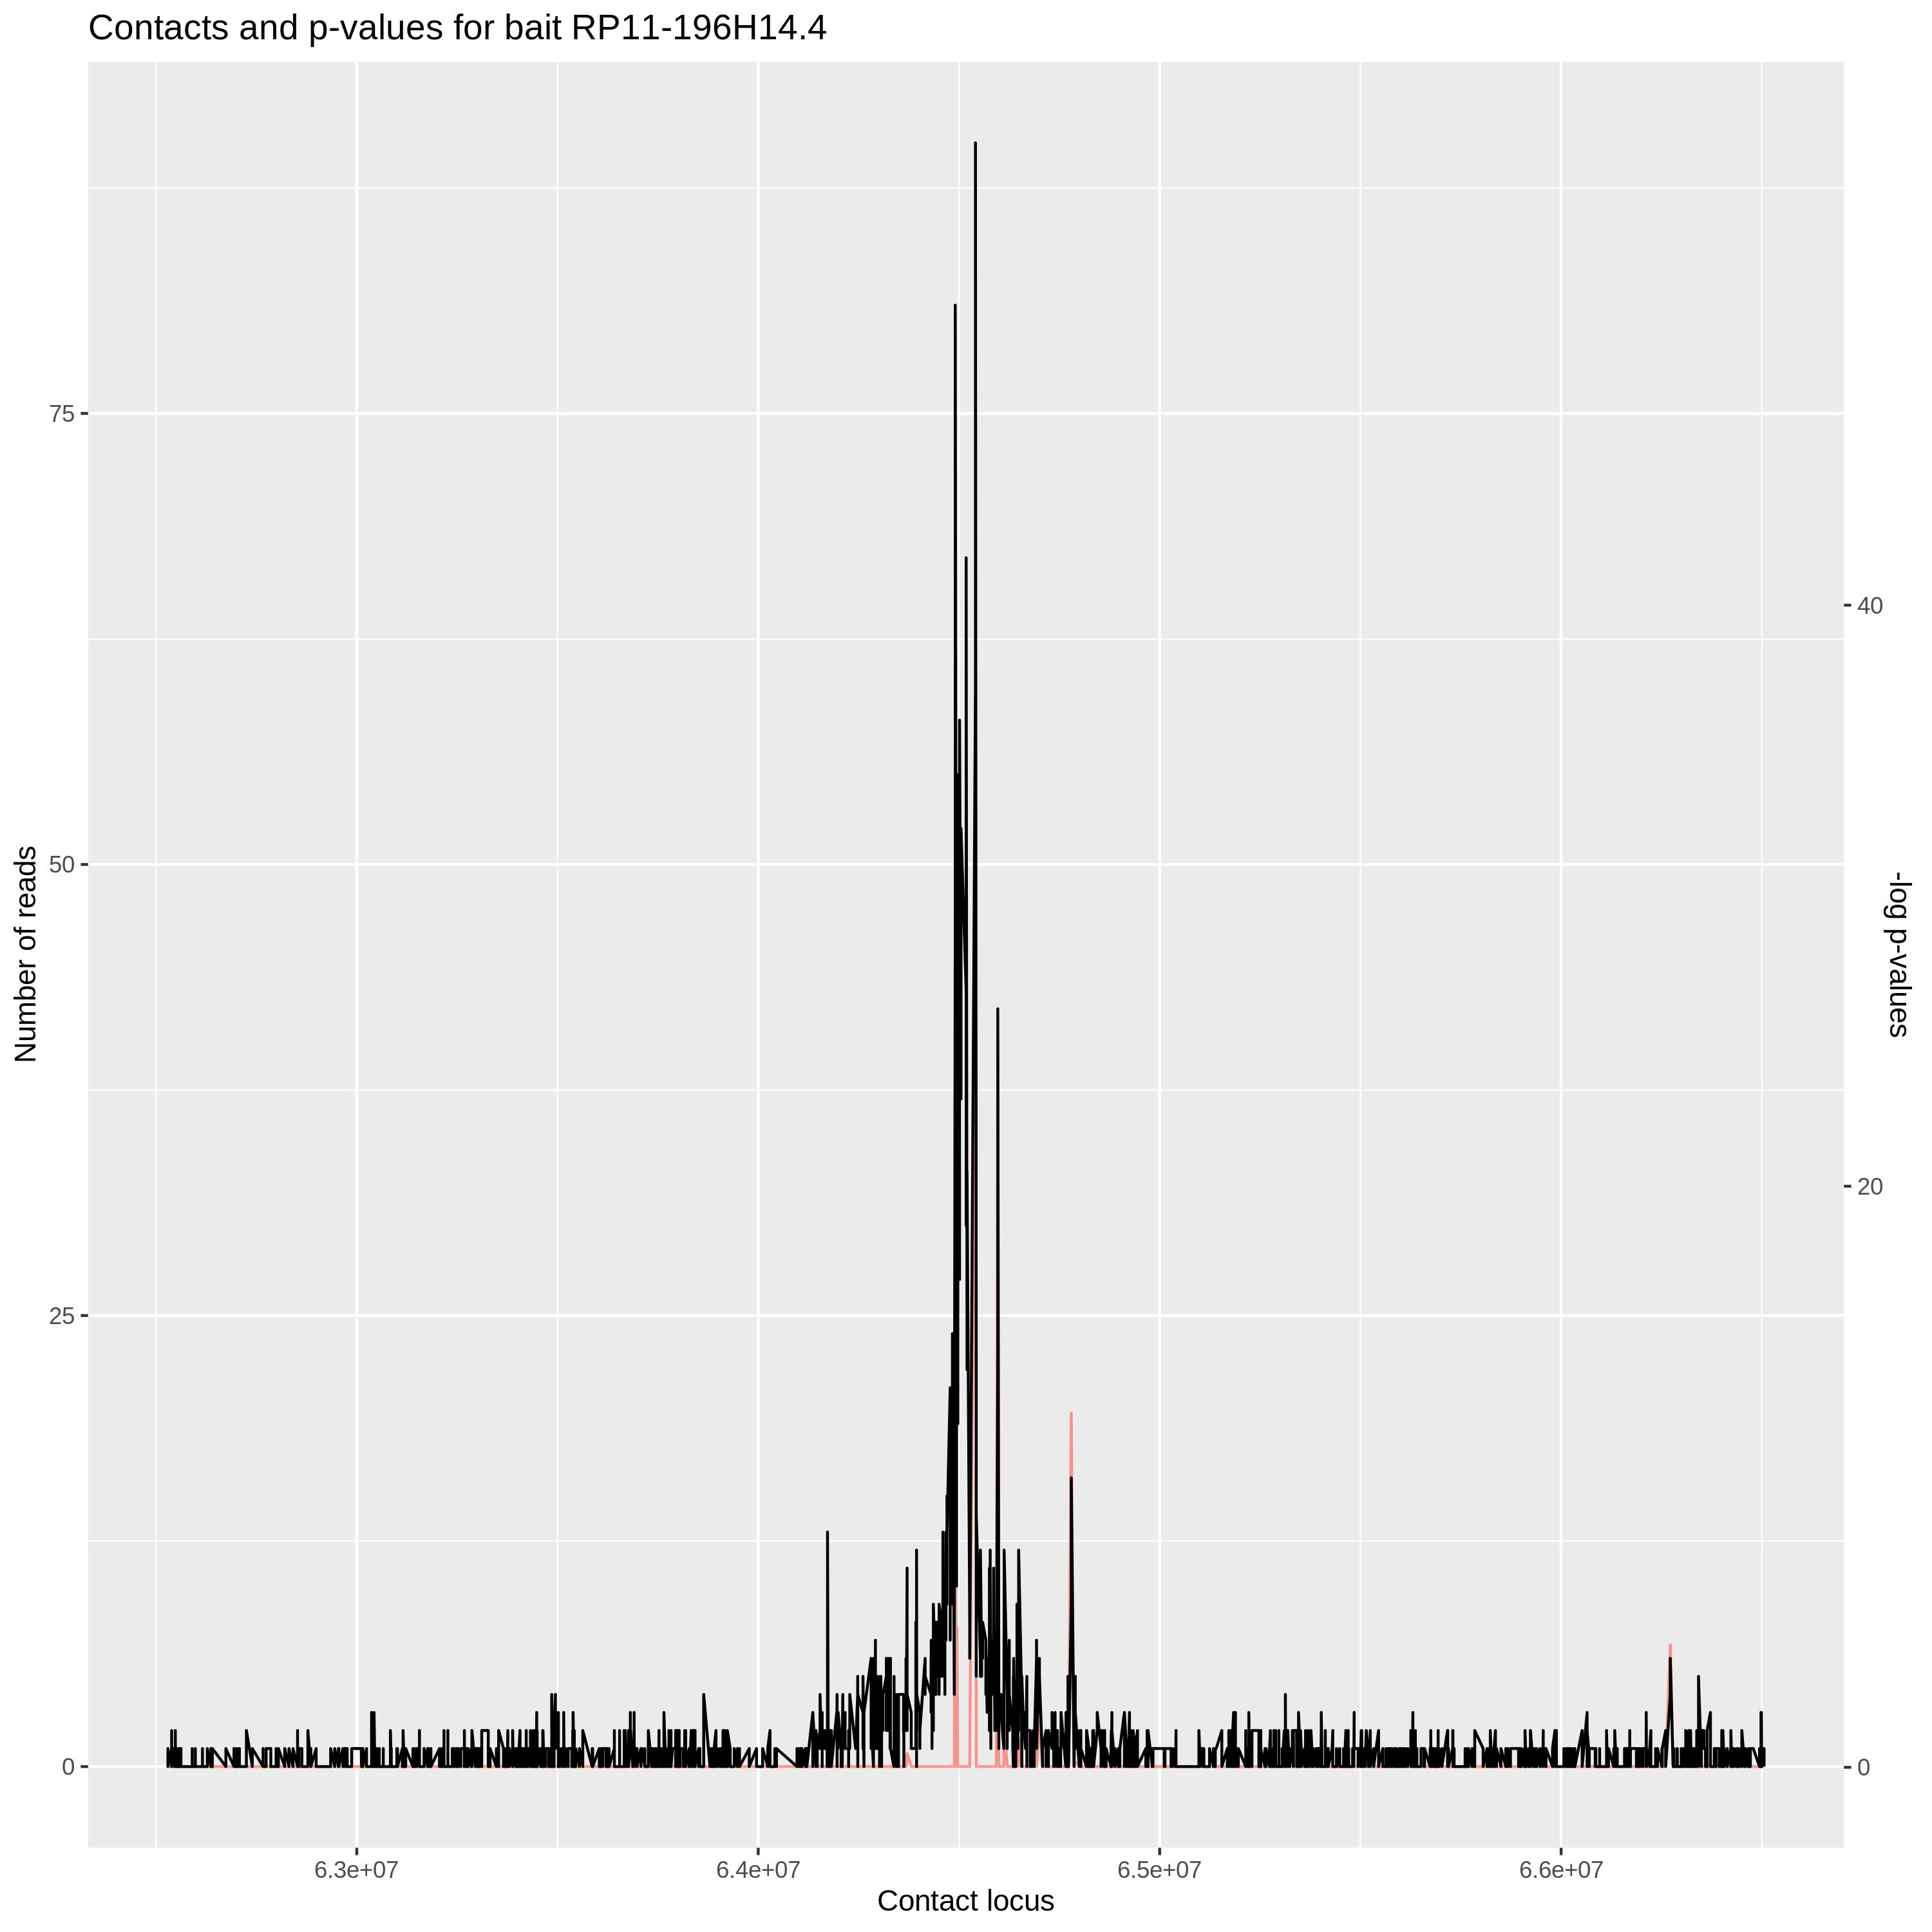 Contacts and p-values for bait RP11-196H14.4
Number of reads
75
50
25
0
40
20
0
-log p-values
6.3e+07
6.4e+07
6.5e+07
6.6e+07
Contact locus